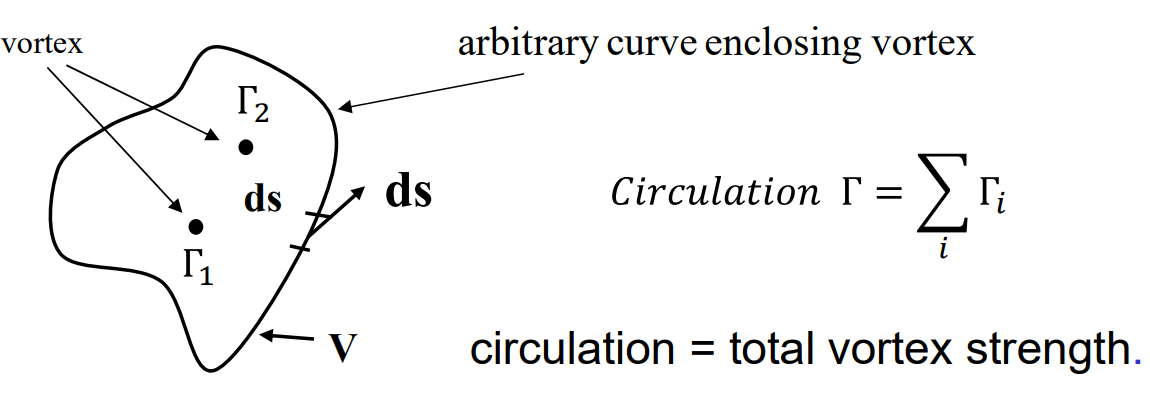 vortex
arbitrary curve enclosing vortex
Γ₂
ds
ds
Circulation Γ = ∑ᵢ Γᵢ
Γ₁
V
circulation = total vortex strength.